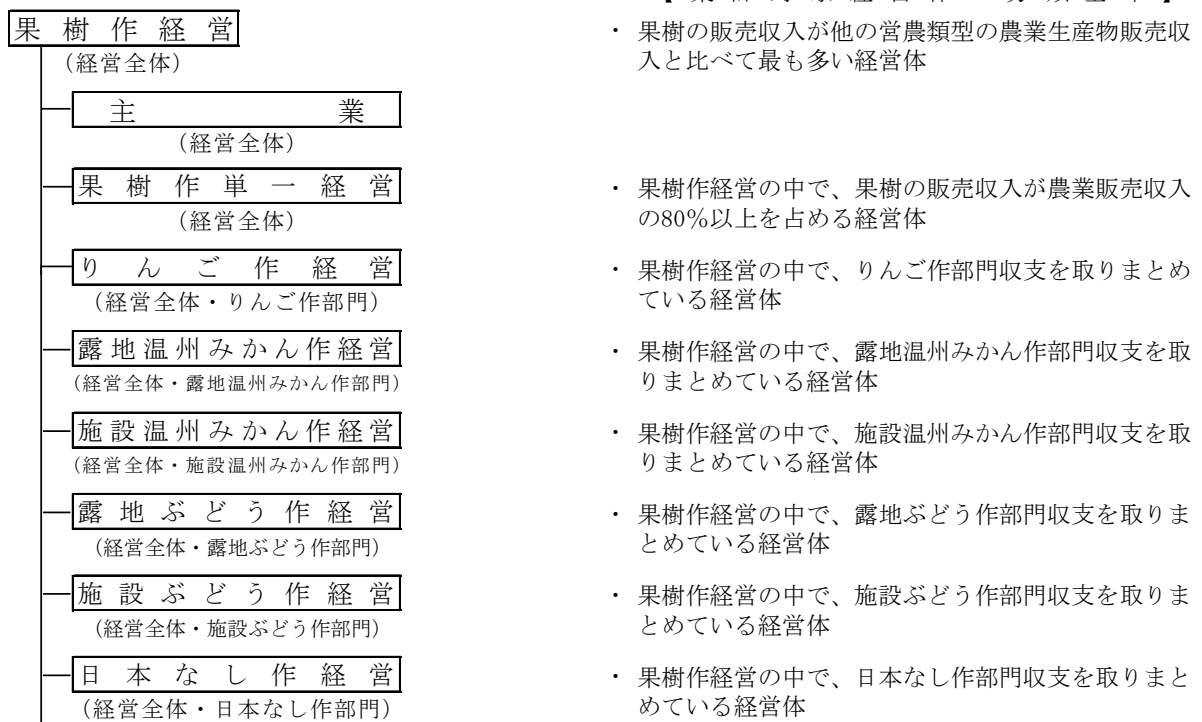 果樹作経営
(経営全体)
・ 果樹の販売収入が他の営農類型の農業生産物販売収
入と比べて最も多い経営体
主業
(経営全体)
果樹作単一経営
(経営全体)
・ 果樹作経営の中で、果樹の販売収入が農業販売収入
の80%以上を占める経営体
りんご作経営
(経営全体・りんご作部門)
・ 果樹作経営の中で、りんご作部門収支を取りまとめ
ている経営体
露地温州みかん作経営
(経営全体・露地温州みかん作部門)
・ 果樹作経営の中で、露地温州みかん作部門収支を取
りまとめている経営体
施設温州みかん作経営
(経営全体・施設温州みかん作部門)
・ 果樹作経営の中で、施設温州みかん作部門収支を取
りまとめている経営体
露地ぶどう作経営
(経営全体・露地ぶどう作部門)
・ 果樹作経営の中で、露地ぶどう作部門収支を取りま
とめている経営体
施設ぶどう作経営
(経営全体・施設ぶどう作部門)
・ 果樹作経営の中で、施設ぶどう作部門収支を取りま
とめている経営体
日本なし作経営
(経営全体・日本なし作部門)
・ 果樹作経営の中で、日本なし作部門収支を取りまと
めている経営体